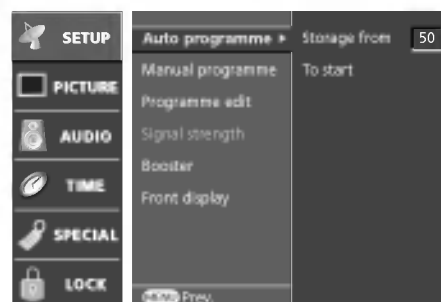 SETUP
PICTURE
AUDIO
TIME
SPECIAL
LOCK
Auto programme
Manual programme
Programme edit
Signal strength
Booster
Front display
MENU Prev.
Storage from 50
To start